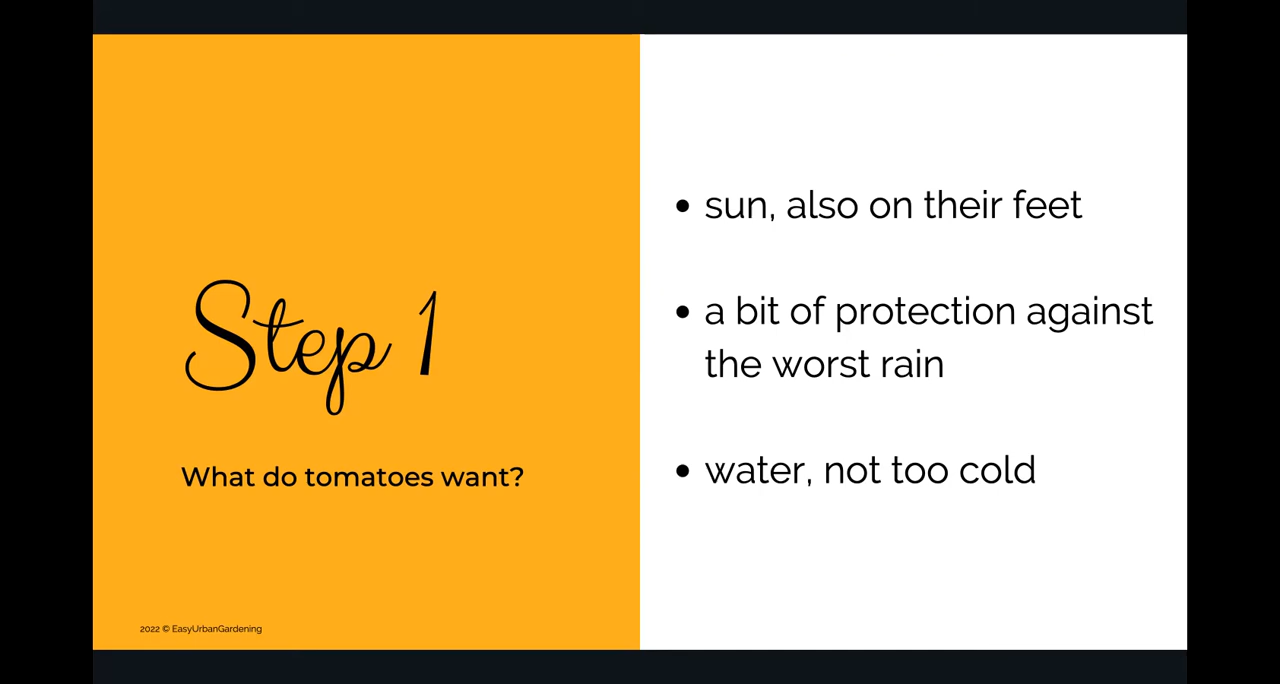 Step 1
What do tomatoes want?
2022 © EasyUrbanGardening
• sun, also on their feet
• a bit of protection against
the worst rain
• water, not too cold